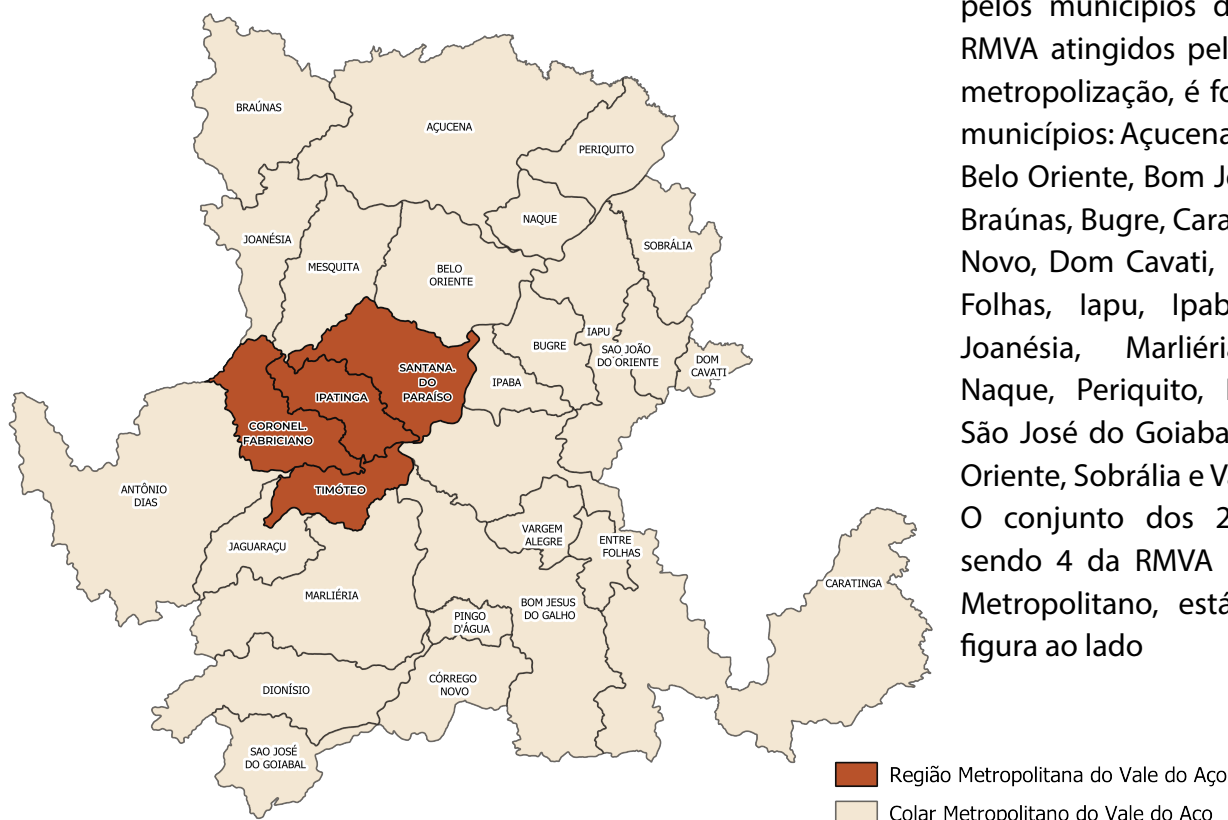 BRAÚNAS
AÇUCENA
PERIQUITO
NAQUE
JOANÉSIA
SOBRÁLIA
MESQUITA
BELO
ORIENTE
IAPU
BUGRE
SAO JOÃO
DO ORIENTE
DOM
CAVATI
IPABA
SANTANA.
DO
PARAÍSO
IPATINGA
CORONEL.
FABRICIANO
TIMÓTEO
ANTÔNIO
DIAS
JAGUARAÇU
VARGEM
ALEGRE
ENTRE
FOLHAS
CARATINGA
MARLIÉRIA
BOM JESUS
DO GALHO
PINGO
D'ÁGUA
DIONÍSIO
CÓRREGO
NOVO
SAO JOSÉ
DO GOIABAL
pelos municípios d
RMVA atingidos pel
metropolização, é fo
municípios: Açucena
Belo Oriente, Bom J
Braúnas, Bugre, Cara
Novo, Dom Cavati,
Folhas, Iapu, Ipab
Joanésia, Marliéri
Naque, Periquito,
São José do Goiaba
Oriente, Sobrália e V
O conjunto dos 2
sendo 4 da RMVA
Metropolitano, está
figura ao lado
Região Metropolitana do Vale do Aço
Colar Metropolitano do Vale do Aço